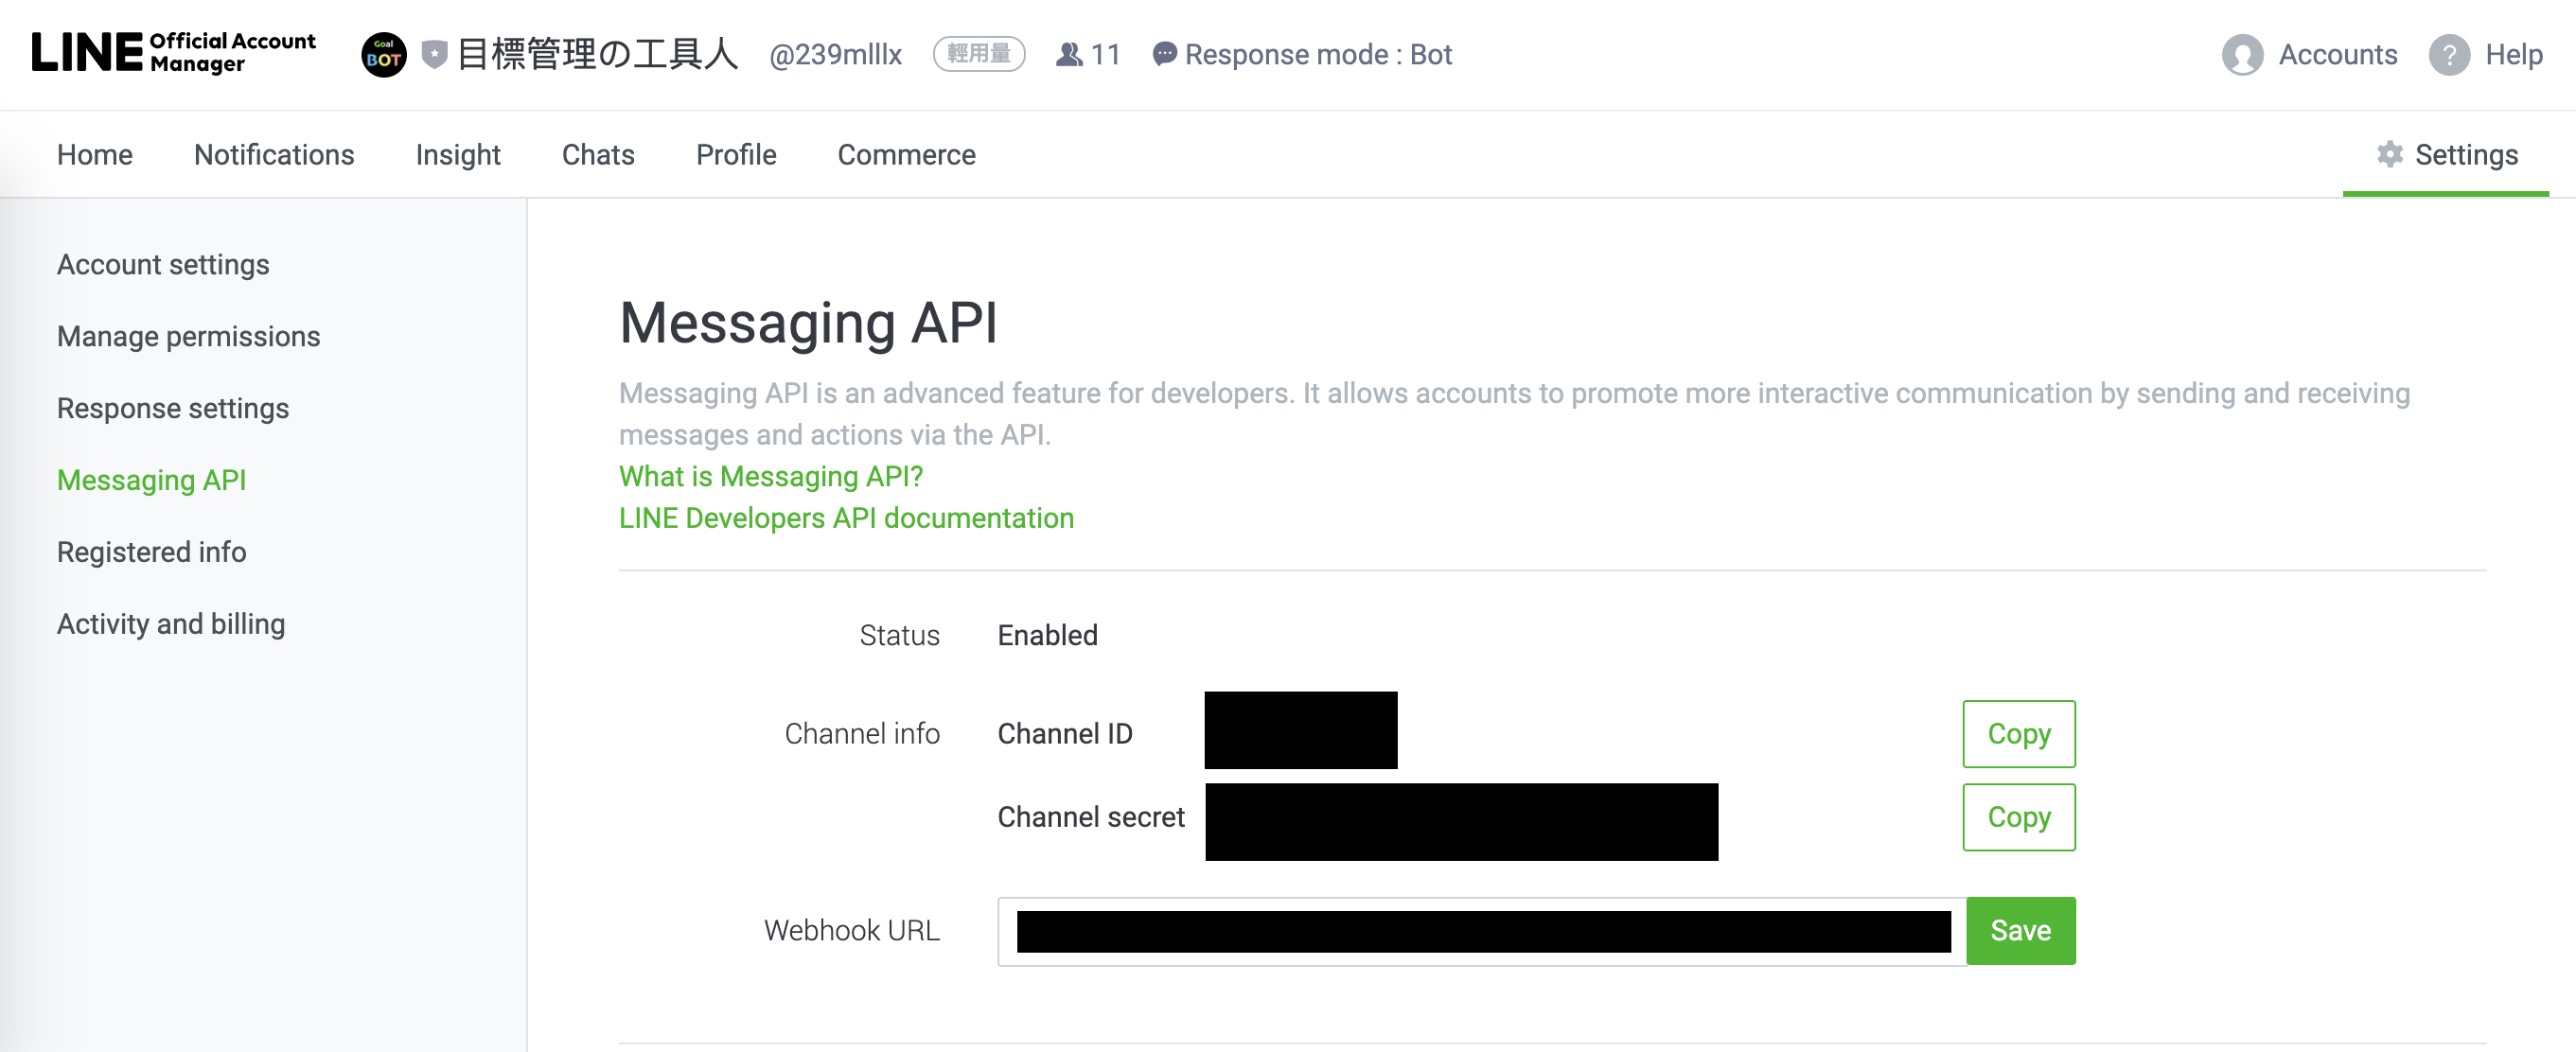 LINE Official Account Manager
Goal BOT
目標管理の工具人 @239mlllx 輕用量 11 Response mode : Bot
Accounts ? Help
Home Notifications Insight Chats Profile Commerce Settings
Account settings
Manage permissions
Response settings
Messaging API
Registered info
Activity and billing
Messaging API
Messaging API is an advanced feature for developers. It allows accounts to promote more interactive communication by sending and receiving
messages and actions via the API.
What is Messaging API?
LINE Developers API documentation
Status Enabled
Channel info Channel ID Copy
Channel secret Copy
Webhook URL Save